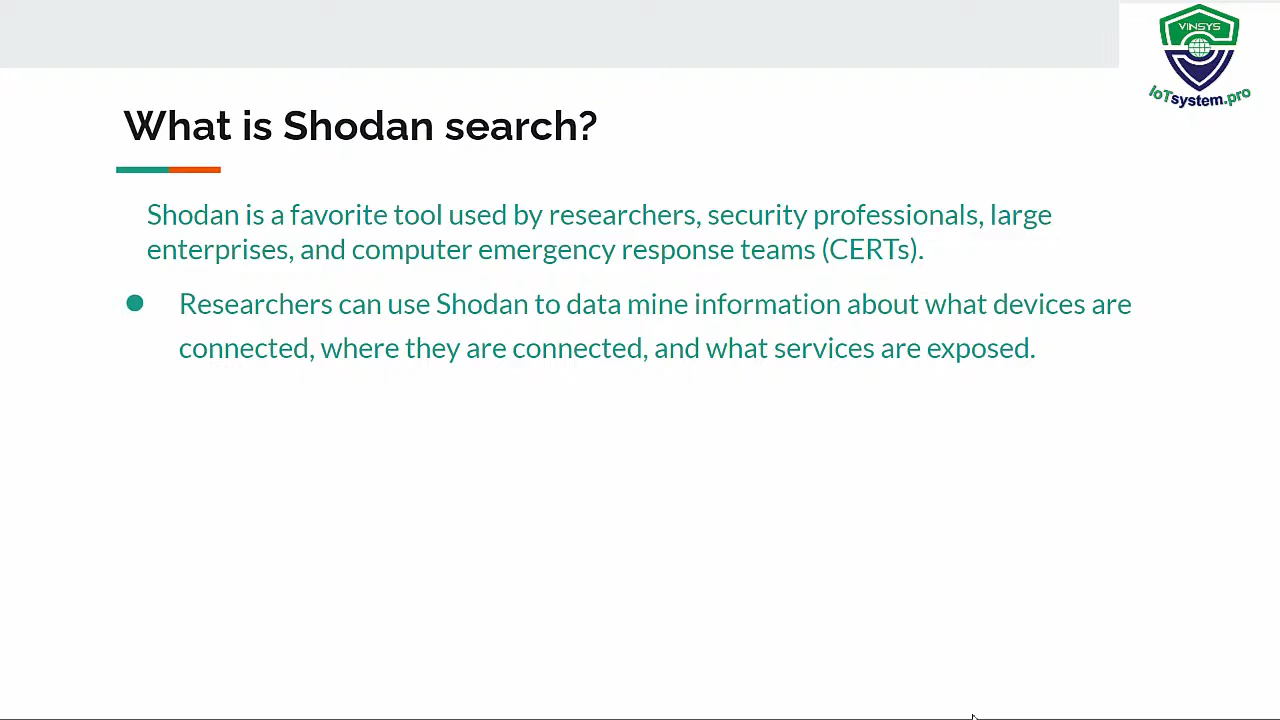 VINSYS
IoTsystem.pro
What is Shodan search?
Shodan is a favorite tool used by researchers, security professionals, large
enterprises, and computer emergency response teams (CERTs).
● Researchers can use Shodan to data mine information about what devices are
connected, where they are connected, and what services are exposed.